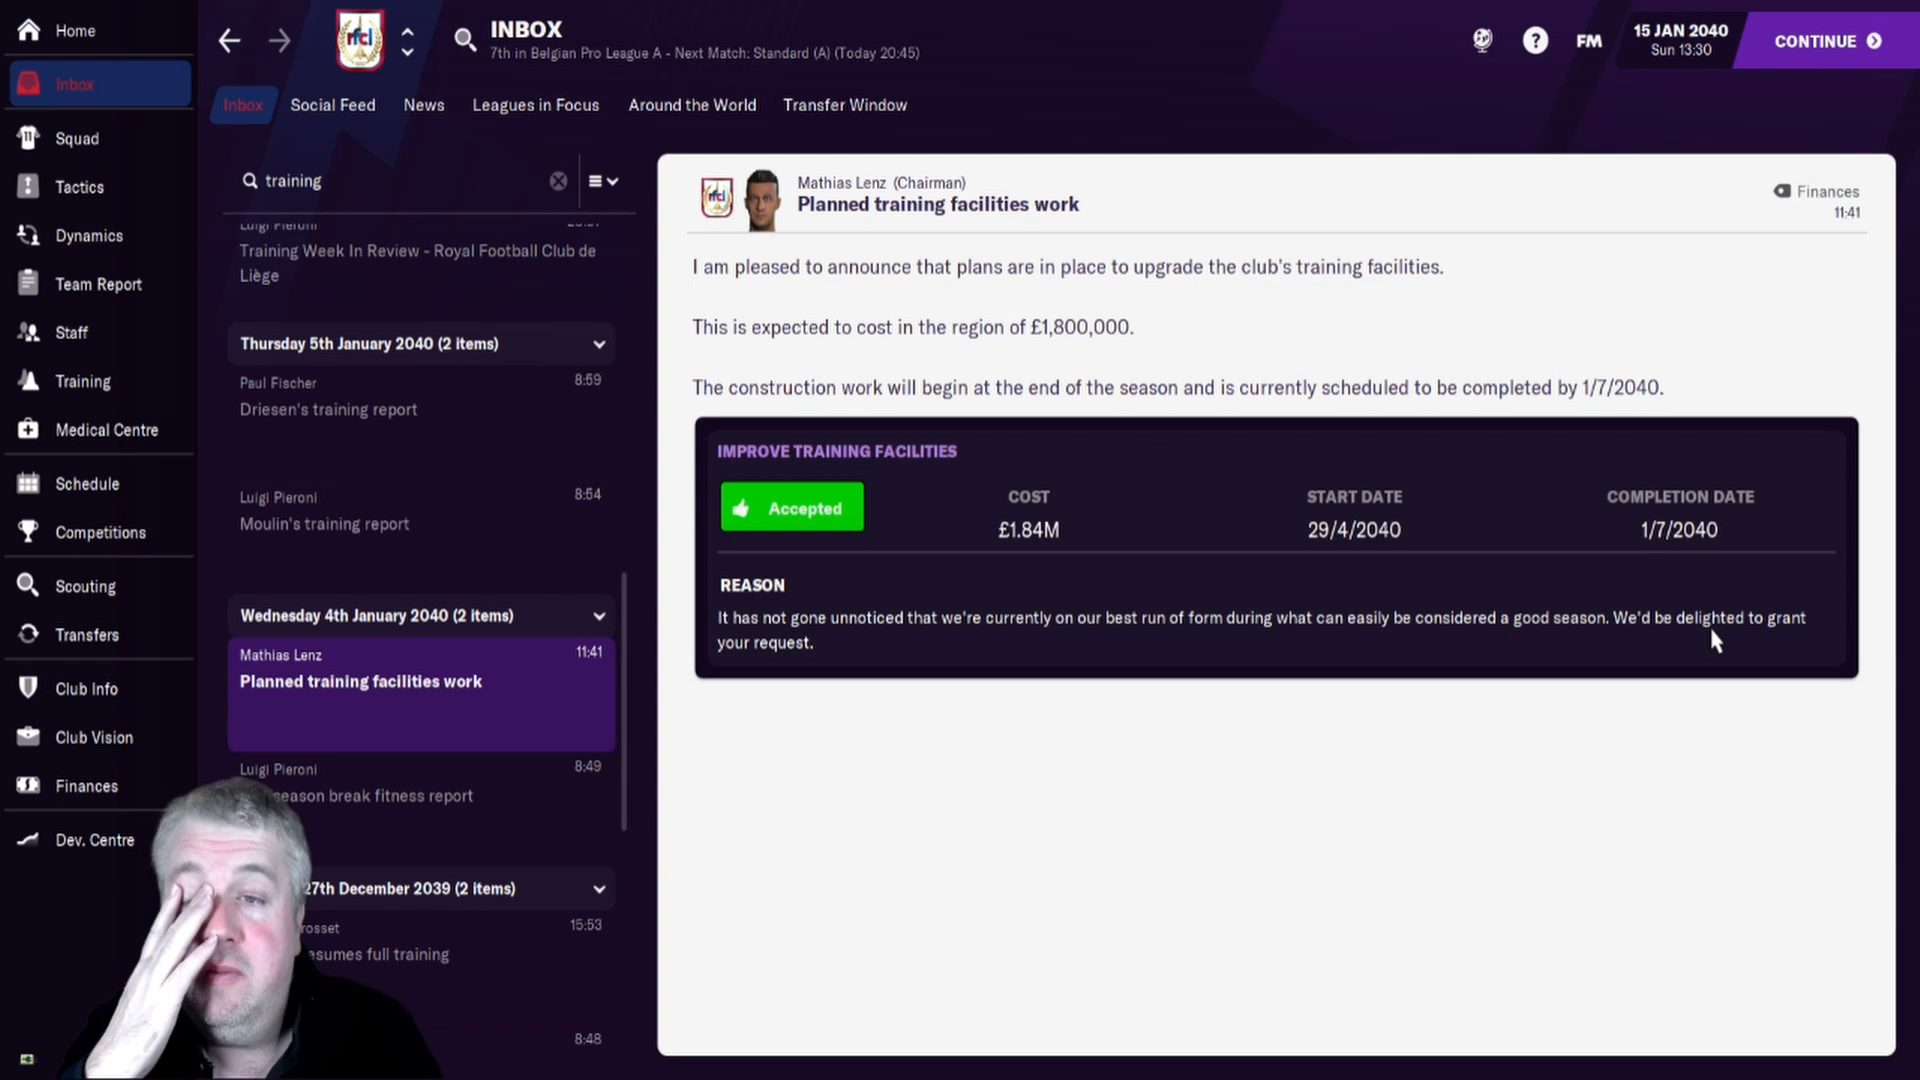 Home
Inbox
Squad
Tactics
Dynamics
Team Report
Staff
Training
Medical Centre
Schedule
Competitions
Scouting
Transfers
Club Info
Club Vision
Finances
Dev. Centre
rfcl
INBOX
7th in Belgian Pro League A - Next Match: Standard (A) (Today 20:45)
FM
15 JAN 2040
Sun 13:30
CONTINUE
Inbox
Social Feed
News
Leagues in Focus
Around the World
Transfer Window
training
Luigi Pieroni
Training Week In Review - Royal Football Club de
Liège
Thursday 5th January 2040 (2 items)
Paul Fischer
8:59
Driesen's training report
Luigi Pieroni
8:54
Moulin's training report
Wednesday 4th January 2040 (2 items)
Mathias Lenz
11:41
Planned training facilities work
Luigi Pieroni
8:49
season break fitness report
27th December 2039 (2 items)
rosset
15:53
esumes full training
8:48
rfcl
Mathias Lenz (Chairman)
Planned training facilities work
Finances
11:41
I am pleased to announce that plans are in place to upgrade the club's training facilities.
This is expected to cost in the region of £1,800,000.
The construction work will begin at the end of the season and is currently scheduled to be completed by 1/7/2040.
IMPROVE TRAINING FACILITIES
Accepted
COST
£1.84M
START DATE
29/4/2040
COMPLETION DATE
1/7/2040
REASON
It has not gone unnoticed that we're currently on our best run of form during what can easily be considered a good season. We'd be delighted to grant
your request.